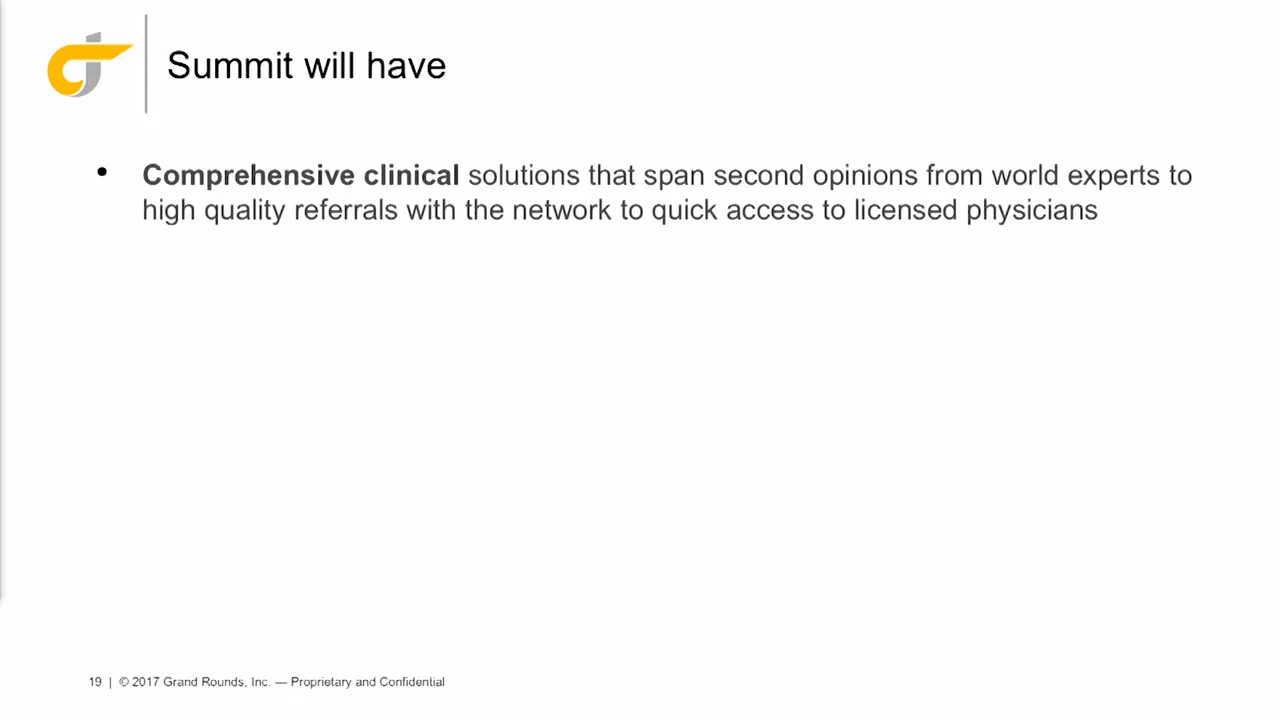 Summit will have
• Comprehensive clinical solutions that span second opinions from world experts to
high quality referrals with the network to quick access to licensed physicians
19 | © 2017 Grand Rounds, Inc. — Proprietary and Confidential